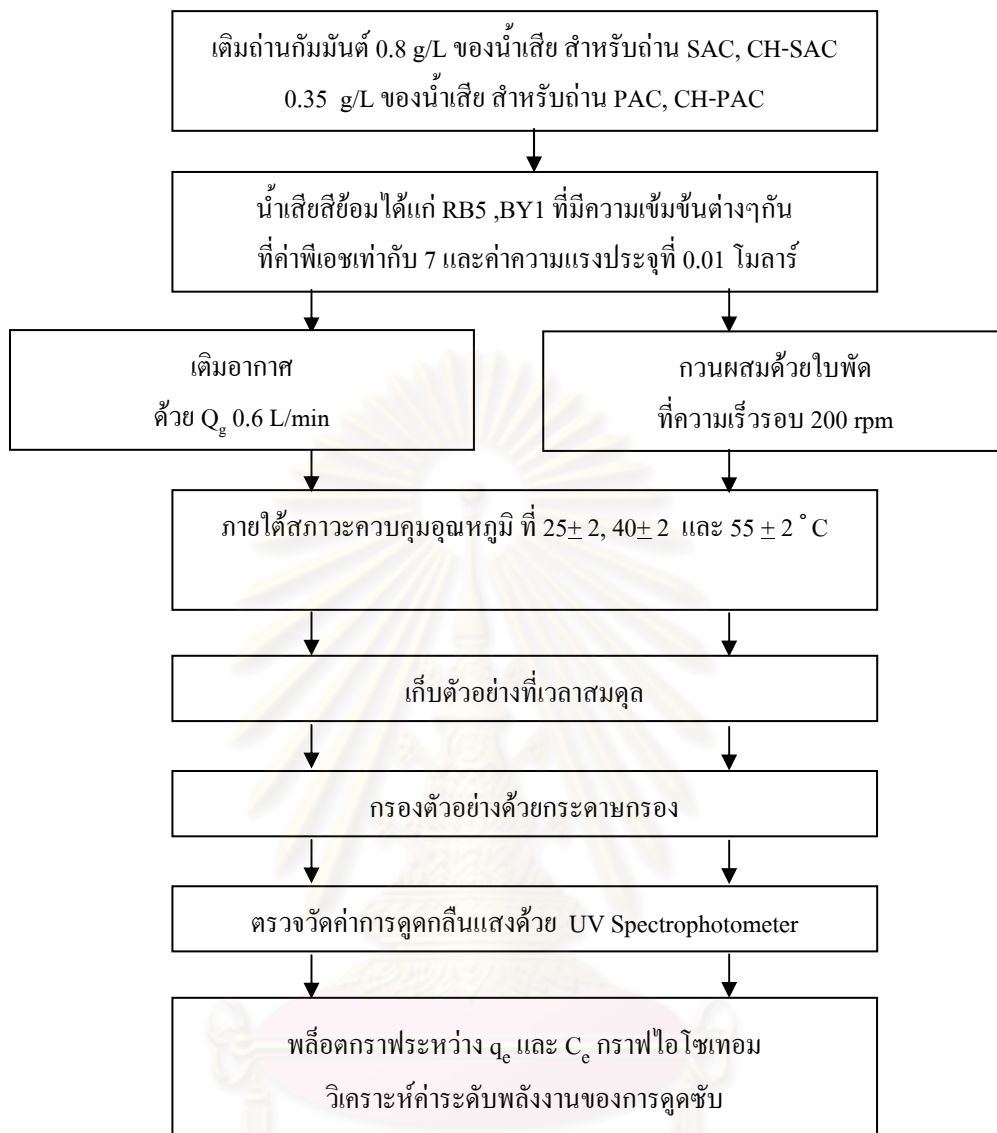 เติมถ่านกัมมันต์ 0.8 g/L ของน้ำเสีย สำหรับถ่าน SAC, CH-SAC
0.35 g/L ของน้ำเสีย สำหรับถ่าน PAC, CH-PAC
น้ำเสียสีย้อมได้แก่ RB5 ,BY1 ที่มีความเข้มข้นต่างๆกัน
ที่ค่าพีเอชเท่ากับ 7 และค่าความแรงประจุที่ 0.01 โมลาร์
เติมอากาศ
ด้วย Qg 0.6 L/min
กวนผสมด้วยใบพัด
ที่ความเร็วรอบ 200 rpm
ภายใต้สภาวะควบคุมอุณหภูมิ ที่ 25± 2, 40± 2 และ 55 ± 2 ˚ C
เก็บตัวอย่างที่เวลาสมดุล
กรองตัวอย่างด้วยกระดาษกรอง
ตรวจวัดค่าการดูดกลืนแสงด้วย UV Spectrophotometer
พล็อตกราฟระหว่าง qe และ Ce กราฟไอโซเทอม
วิเคราะห์ค่าระดับพลังงานของการดูดซับ